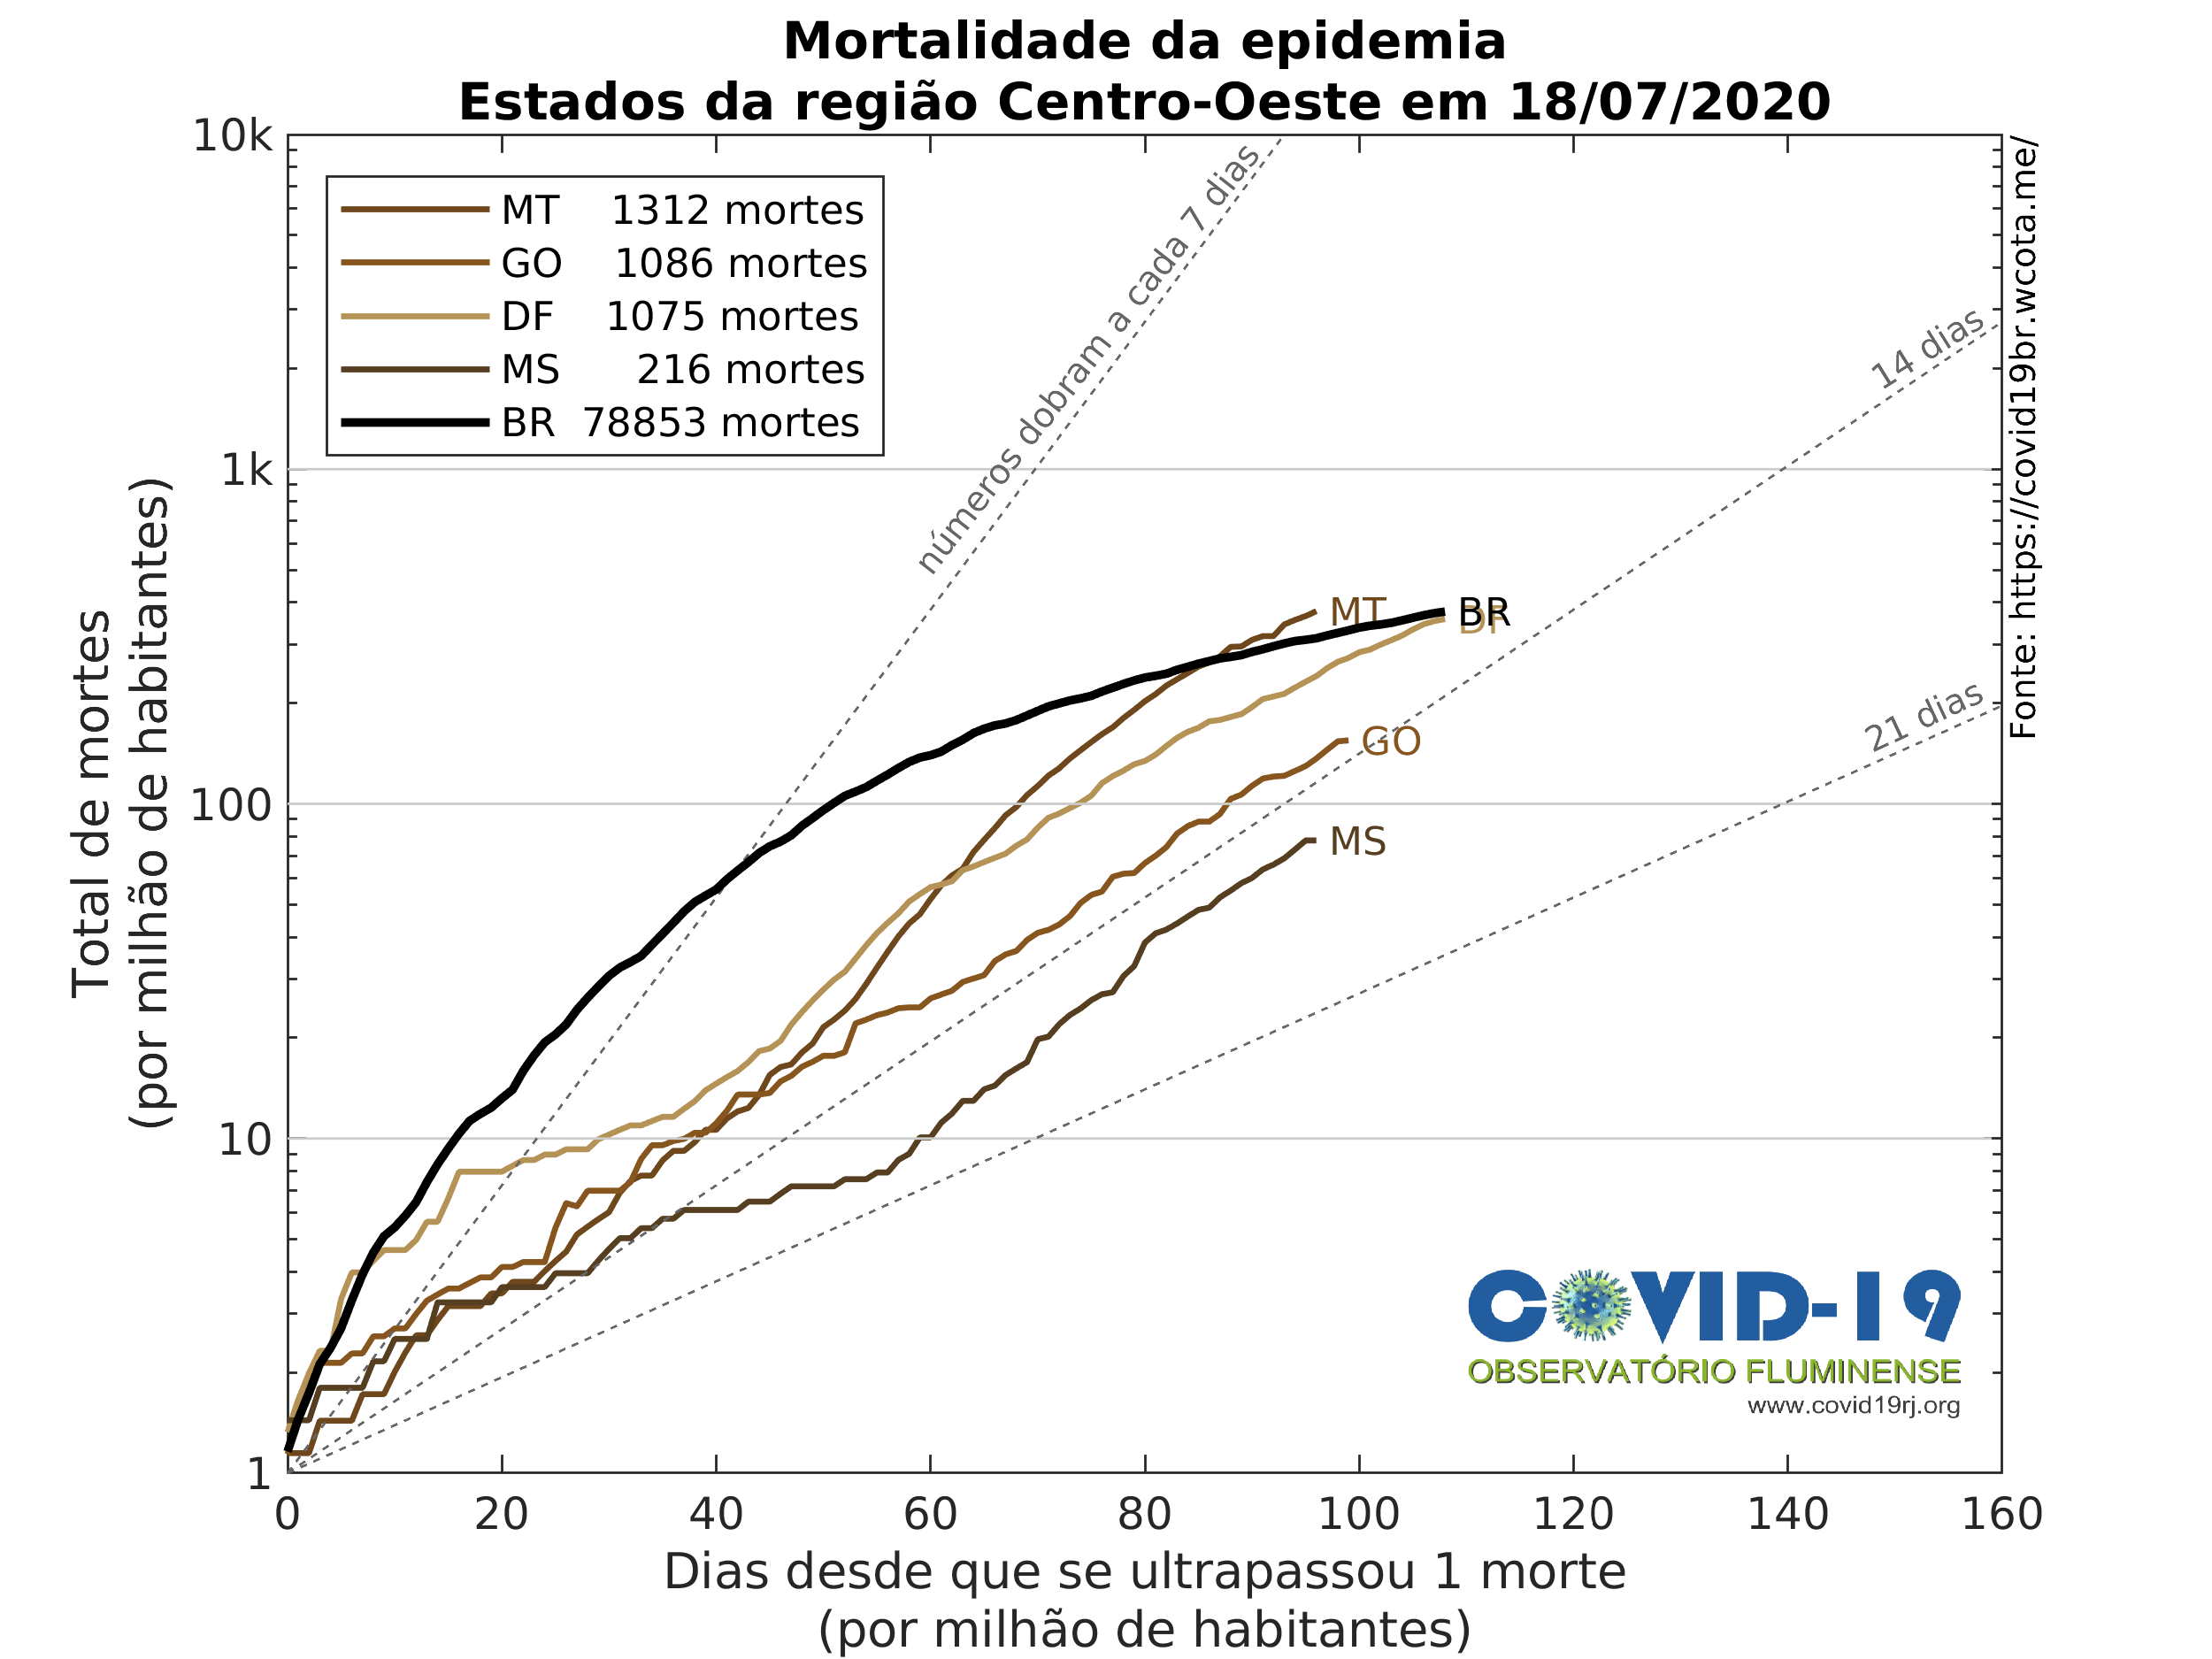 Mortalidade da epidemia
Estados da região Centro-Oeste em 18/07/2020
10k
1k
100
10
1
Total de mortes
(por milhão de habitantes)
MT 1312 mortes
GO 1086 mortes
DF 1075 mortes
MS 216 mortes
BR 78853 mortes
números dobram a cada 7 dias
14 dias
21 dias
MT
BR
DF
GO
MS
Fonte: https://covid19br.wcota.me/
COVID-19
OBSERVATÓRIO FLUMINENSE
www.covid19rj.org
0 20 40 60 80 100 120 140 160
Dias desde que se ultrapassou 1 morte
(por milhão de habitantes)